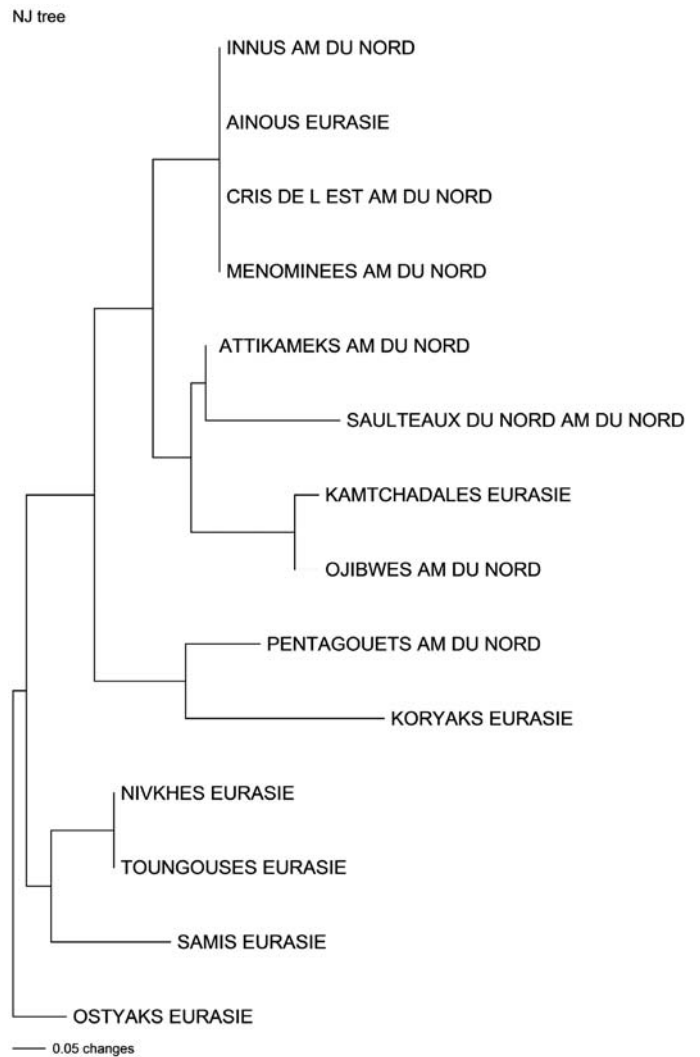 NJ tree
INNUS AM DU NORD
AINOUS EURASIE
CRIS DE L EST AM DU NORD
MENOMINEES AM DU NORD
ATTIKAMEKS AM DU NORD
SAULTEAUX DU NORD AM DU NORD
KAMTCHADALES EURASIE
OJIBWES AM DU NORD
PENTAGOUETS AM DU NORD
KORYAKS EURASIE
NIVKHES EURASIE
TOUNGOUSES EURASIE
SAMIS EURASIE
OSTYAKS EURASIE
0.05 changes